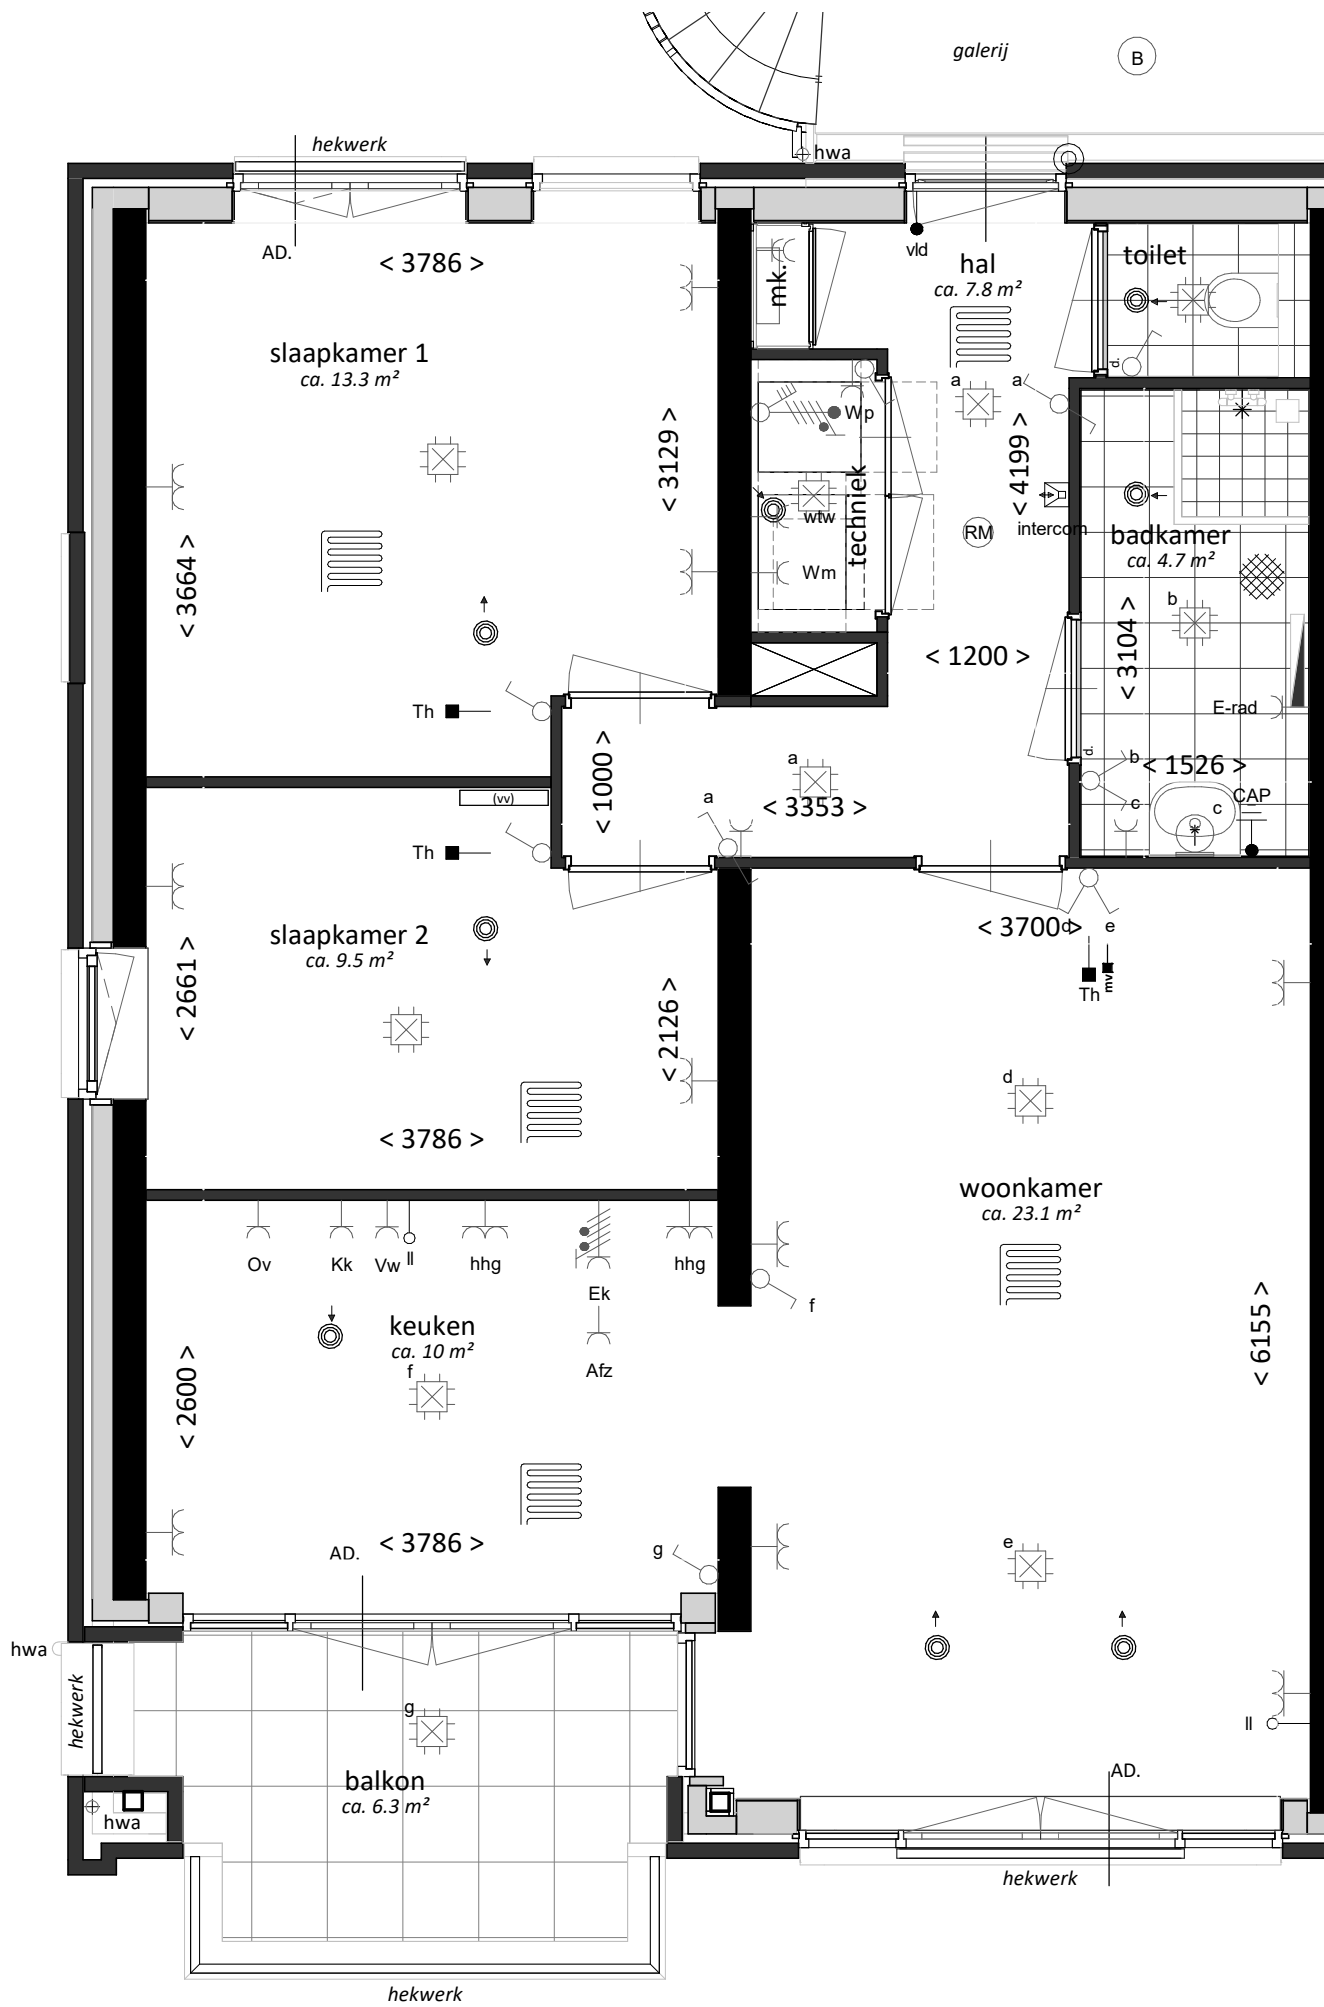 galerij
B
hekwerk
hwa
AD.
< 3786 >
vld
hal
ca. 7.8 m²
toilet
mk.
d.
slaapkamer 1
ca. 13.3 m²
a
a
Wp
< 3129 >
< 4199 >
techniek
wtw
RM
intercom
badkamer
ca. 4.7 m²
Wm
b
< 3664 >
< 1200 >
< 3104 >
E-rad
Th
d.
b
< 1526 >
c
CAP
c
< 1000 >
a
< 3353 >
a
(vv)
Th
slaapkamer 2
ca. 9.5 m²
< 3700 >
d
e
mv
Th
< 2661 >
< 2126 >
d
< 3786 >
woonkamer
ca. 23.1 m²
Ov
Kk
Vw
ll
hhg
Ek
hhg
f
keuken
ca. 10 m²
f
Afz
< 6155 >
< 2600 >
AD.
< 3786 >
g
e
hwa
hekwerk
g
ll
balkon
ca. 6.3 m²
AD.
hwa
hekwerk
hekwerk